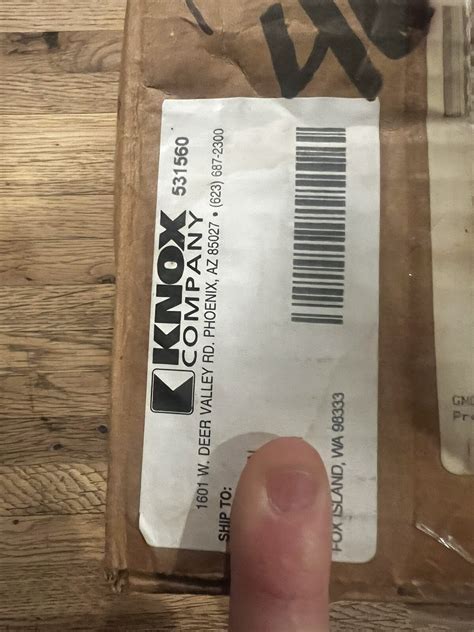 531560
KNOX
COMPANY
1601 W. DEER VALLEY RD. PHOENIX, AZ 85027 • (623) 687-2300
SHIP TO:
FOX ISLAND, WA 98333